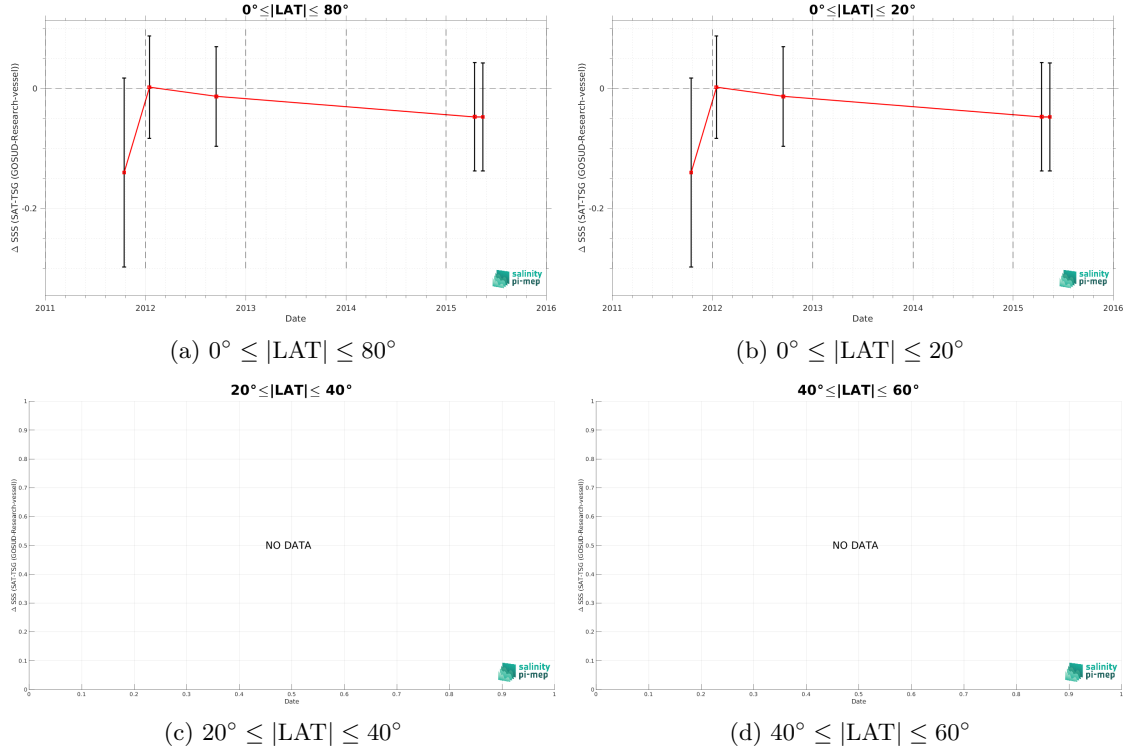 0°≤|LAT|≤ 80°
Δ SSS (SAT-TSG (GOSUD-Research-vessel))
0
-0.2
salinity
pi-mep
2011 2012 2013 2014 2015 2016
Date
(a) 0° ≤ |LAT| ≤ 80°
0°≤|LAT|≤ 20°
Δ SSS (SAT-TSG (GOSUD-Research-vessel))
0
-0.2
salinity
pi-mep
2011 2012 2013 2014 2015 2016
Date
(b) 0° ≤ |LAT| ≤ 20°
20°≤|LAT|≤ 40°
Δ SSS (SAT-TSG (GOSUD-Research-vessel))
1
0.9
0.8
0.7
0.6
0.5
0.4
0.3
0.2
0.1
0
NO DATA
salinity
pi-mep
0 0.1 0.2 0.3 0.4 0.5 0.6 0.7 0.8 0.9 1
Date
(c) 20° ≤ |LAT| ≤ 40°
40°≤|LAT|≤ 60°
Δ SSS (SAT-TSG (GOSUD-Research-vessel))
1
0.9
0.8
0.7
0.6
0.5
0.4
0.3
0.2
0.1
0
NO DATA
salinity
pi-mep
0 0.1 0.2 0.3 0.4 0.5 0.6 0.7 0.8 0.9 1
Date
(d) 40° ≤ |LAT| ≤ 60°